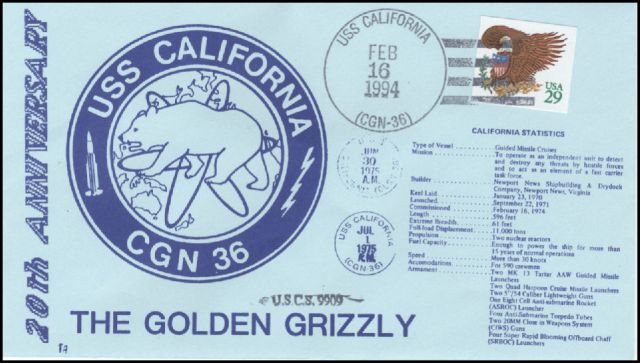 20th ANNIVERSARY
USS CALIFORNIA
CGN 36
USS CALIFORNIA
FEB
16
1994
(CGN-36)
USA
29
JUN
30
1975
A.M.
USS CALIFORNIA
JUL
1
1975
A.M.
(CGN-36)
U.S.C.S. 9909
THE GOLDEN GRIZZLY
CALIFORNIA STATISTICS
Type of Vessel Guided Missile Cruiser
Mission To operate as an independent unit to detect
and destroy any threats by hostile forces
and to act as an element of a fast carrier
task force.
Builder Newport News Shipbuilding & Drydock
Company, Newport News, Virginia
Keel Laid January 23, 1970
Launched September 22, 1971
Commissioned February 16, 1974
Length 596 feet
Extreme Breadth 61 feet
Full-load Displacement 11,000 tons
Propulsion Two nuclear reactors
Fuel Capacity Enough to power the ship for more than
15 years of normal operations
Speed More than 30 knots
Accomodations For 590 crewmen
Armament Two MK 13 Tartar AAW Guided Missile
Launchers
Two Quad Harpoon Cruise Missile Launchers
Two 5"/54 Caliber Lightweight Guns
One Eight Cell Anti-submarine Rocket
(ASROC) Launcher
Four Anti-Submarine Torpedo Tubes
Two 20MM Close in Weapons System
(CIWS) Guns
Four Super Rapid Blooming Offboard Chaff
(SRBOC) Launchers